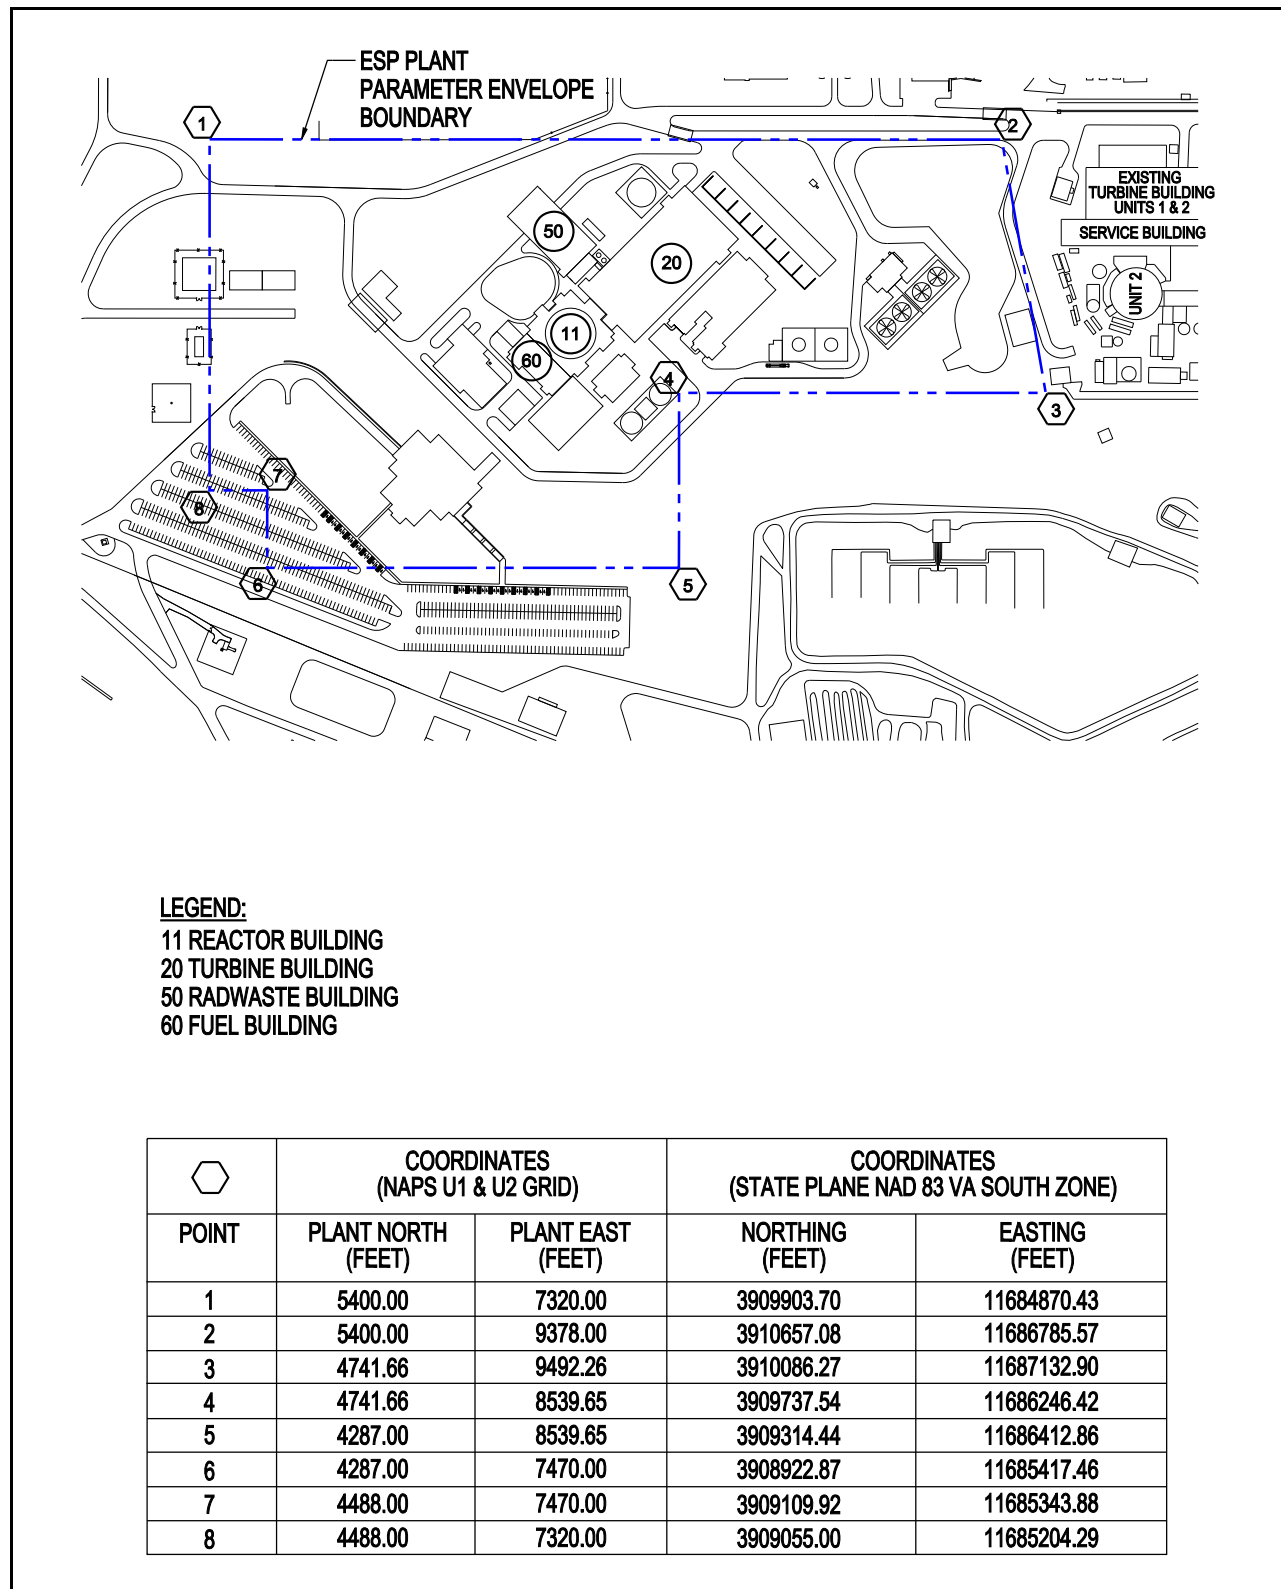 ESP PLANT
PARAMETER ENVELOPE
BOUNDARY
1
2
EXISTING
TURBINE BUILDING
UNITS 1 & 2
SERVICE BUILDING
50
20
UNIT 2
11
60
4
3
7
8
6
5
LEGEND:
11 REACTOR BUILDING
20 TURBINE BUILDING
50 RADWASTE BUILDING
60 FUEL BUILDING
COORDINATES
(NAPS U1 & U2 GRID)
COORDINATES
(STATE PLANE NAD 83 VA SOUTH ZONE)
POINT
PLANT NORTH
(FEET)
PLANT EAST
(FEET)
NORTHING
(FEET)
EASTING
(FEET)
1 5400.00 7320.00 3909903.70 11684870.43
2 5400.00 9378.00 3910657.08 11686785.57
3 4741.66 9492.26 3910086.27 11687132.90
4 4741.66 8539.65 3909737.54 11686246.42
5 4287.00 8539.65 3909314.44 11686412.86
6 4287.00 7470.00 3908922.87 11685417.46
7 4488.00 7470.00 3909109.92 11685343.88
8 4488.00 7320.00 3909055.00 11685204.29